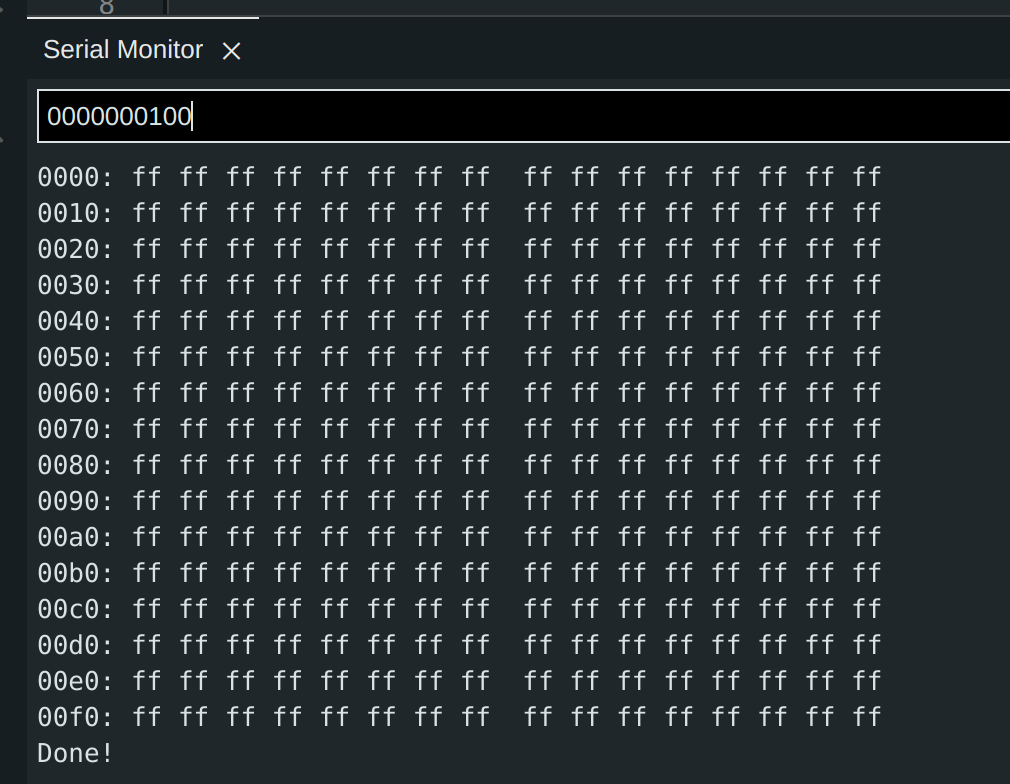 8
Serial Monitor ×
0000000100
0000: ff ff ff ff ff ff ff ff  ff ff ff ff ff ff ff ff
0010: ff ff ff ff ff ff ff ff  ff ff ff ff ff ff ff ff
0020: ff ff ff ff ff ff ff ff  ff ff ff ff ff ff ff ff
0030: ff ff ff ff ff ff ff ff  ff ff ff ff ff ff ff ff
0040: ff ff ff ff ff ff ff ff  ff ff ff ff ff ff ff ff
0050: ff ff ff ff ff ff ff ff  ff ff ff ff ff ff ff ff
0060: ff ff ff ff ff ff ff ff  ff ff ff ff ff ff ff ff
0070: ff ff ff ff ff ff ff ff  ff ff ff ff ff ff ff ff
0080: ff ff ff ff ff ff ff ff  ff ff ff ff ff ff ff ff
0090: ff ff ff ff ff ff ff ff  ff ff ff ff ff ff ff ff
00a0: ff ff ff ff ff ff ff ff  ff ff ff ff ff ff ff ff
00b0: ff ff ff ff ff ff ff ff  ff ff ff ff ff ff ff ff
00c0: ff ff ff ff ff ff ff ff  ff ff ff ff ff ff ff ff
00d0: ff ff ff ff ff ff ff ff  ff ff ff ff ff ff ff ff
00e0: ff ff ff ff ff ff ff ff  ff ff ff ff ff ff ff ff
00f0: ff ff ff ff ff ff ff ff  ff ff ff ff ff ff ff ff
Done!